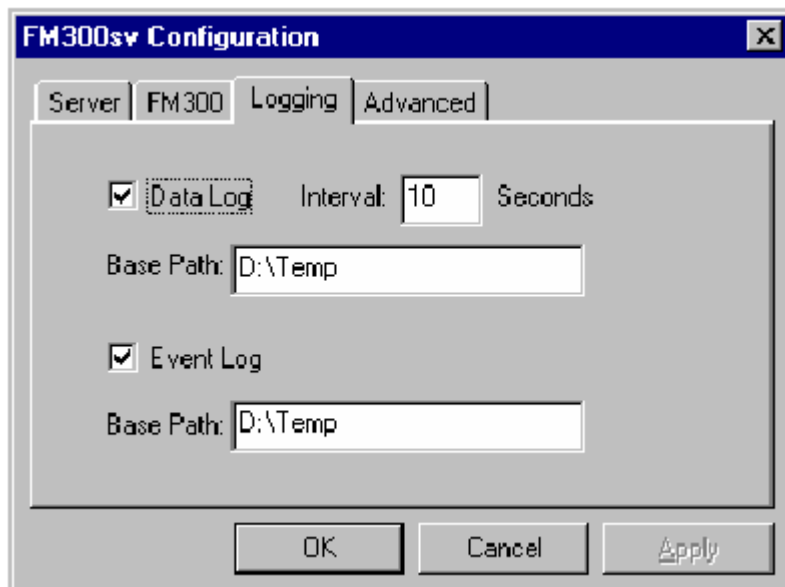 FM300sv Configuration
Server FM300 Logging Advanced
Data Log Interval: 10 Seconds
Base Path: D:\Temp
Event Log
Base Path: D:\Temp
OK Cancel Apply